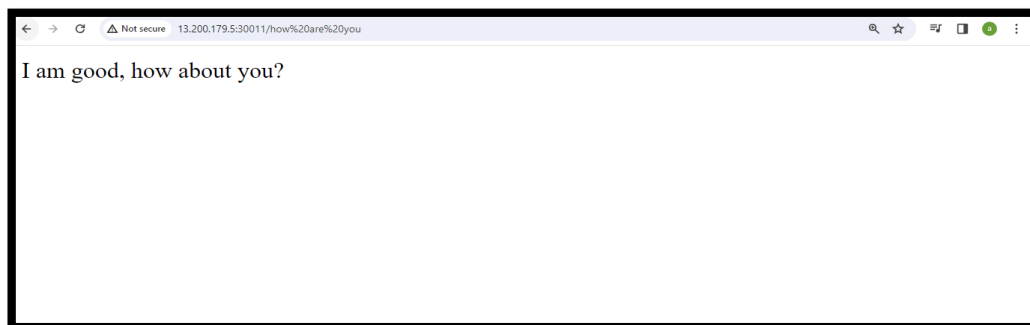 Not secure 13.200.179.5:30011/how%20are%20you
a
I am good, how about you?